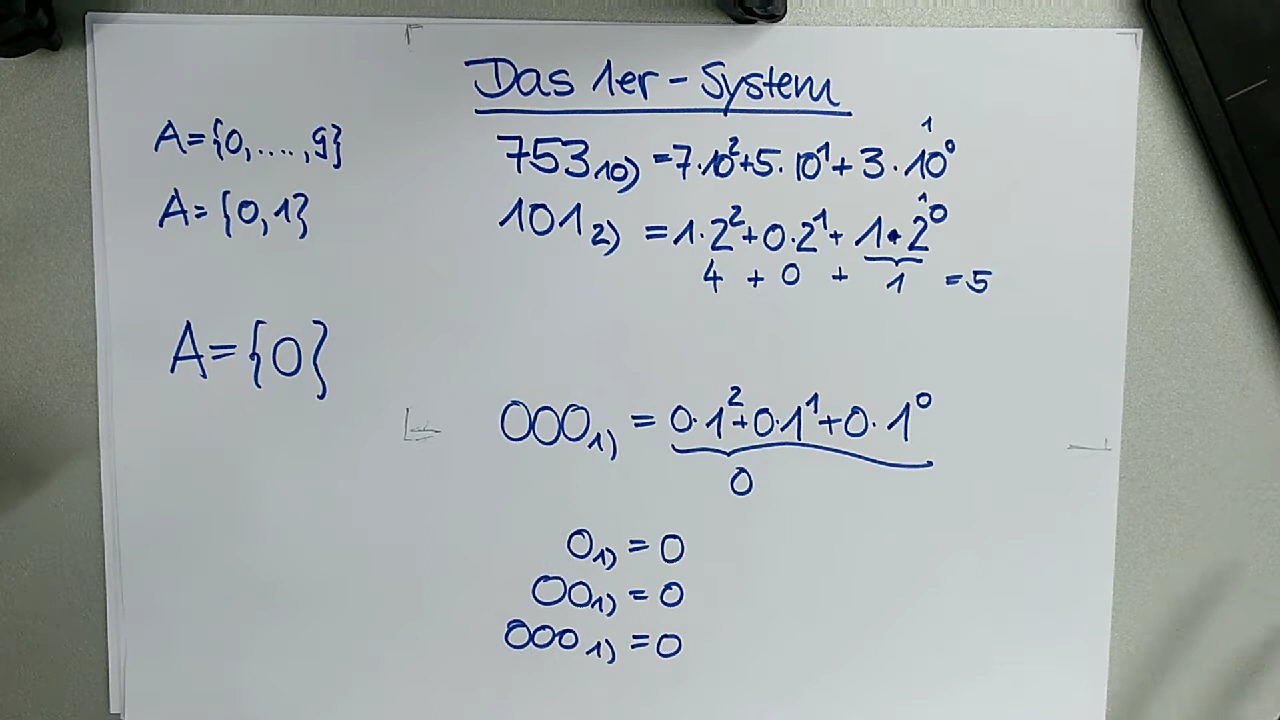 Das 1er-System
A={0,....,9}
753₁₀₎ =7·10²+5·10¹+3·10⁰
1
A={0,1}
101₂₎ =1·2²+0·2¹+1·2⁰
1
4 + 0 + 1 =5
A={0}
000₁₎ = 0·1²+0·1¹+0·1⁰
0
0₁₎ = 0
00₁₎ = 0
000₁₎ =0